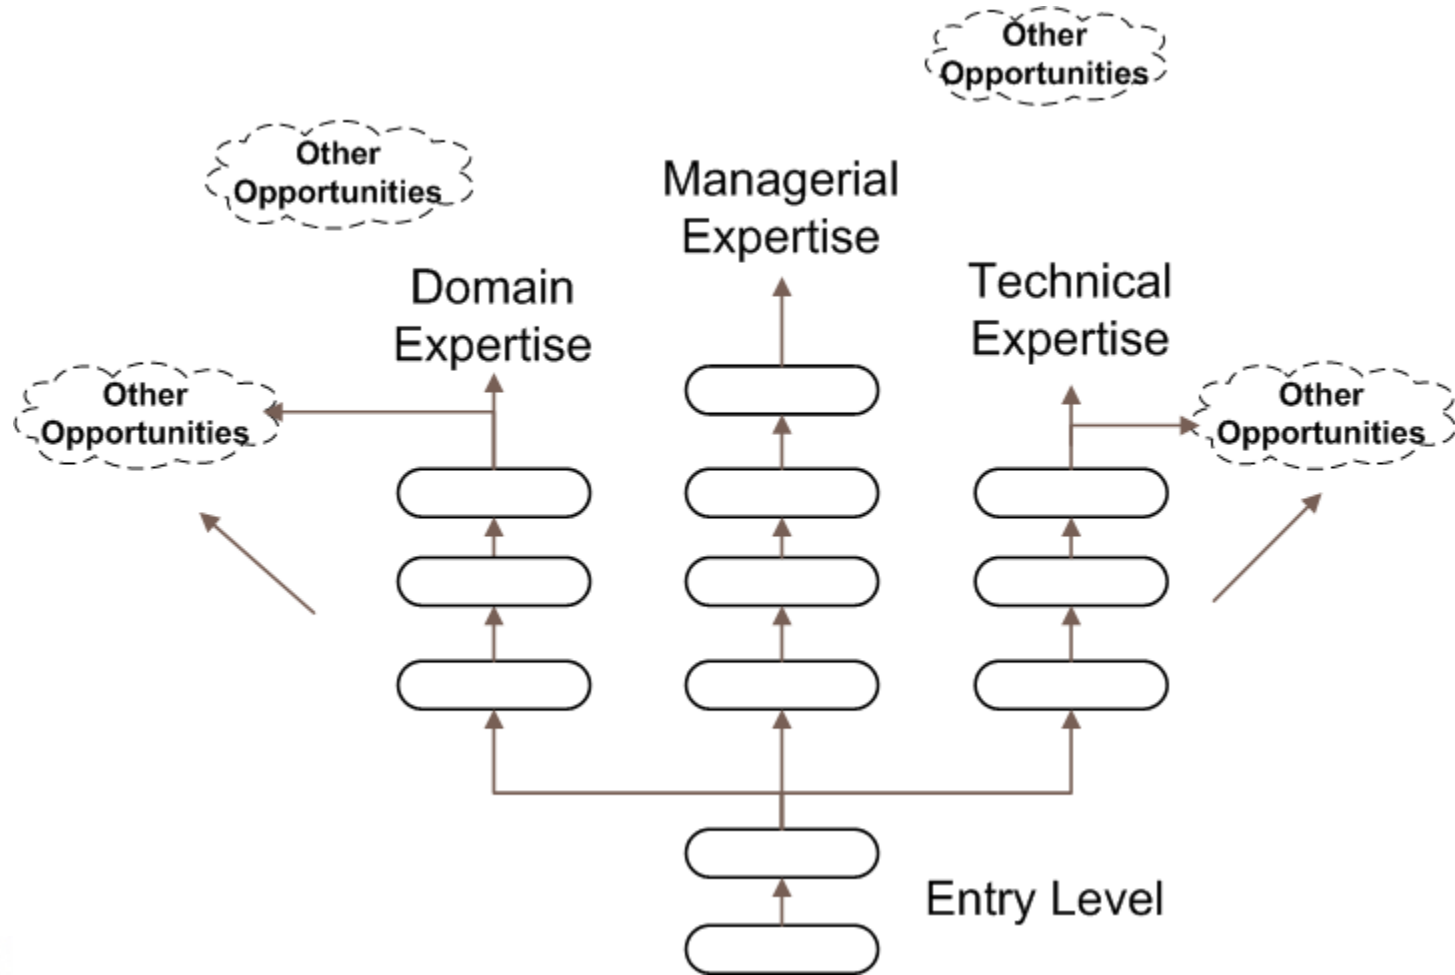 Other
Opportunities
Other
Opportunities
Managerial
Expertise
Domain
Expertise
Technical
Expertise
Other
Opportunities
Other
Opportunities
Entry Level